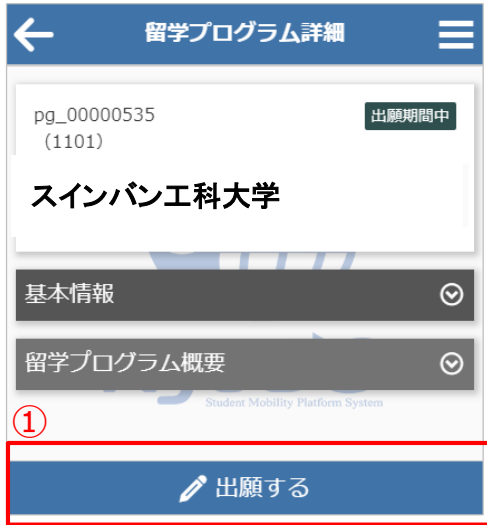 留学プログラム詳細
pg_00000535
出願期間中
（1101）
スインバン工科大学
基本情報
留学プログラム概要
Student Mobility Platform System
①
出願する